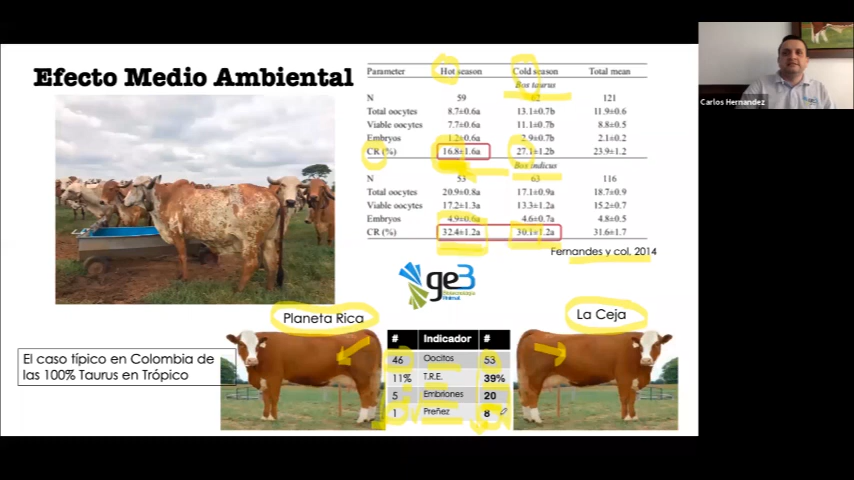 Efecto Medio Ambiental
Parameter Hot season Cold season Total mean
Bos taurus
N 59 62 121
Total oocytes 8.7±0.6a 13.1±0.7b 11.9±0.6
Viable oocytes 7.7±0.6a 11.1±0.7b 8.8±0.5
Embryos 1.2±0.6a 2.9±0.7b 2.1±0.2
CR (%) 16.8±1.6a 27.1±1.2b 23.9±1.2
Bos indicus
N 53 63 116
Total oocytes 20.9±0.8a 17.1±0.9a 18.7±0.9
Viable oocytes 17.2±1.3a 13.3±1.2a 15.2±0.7
Embryos 4.9±0.6a 4.6±0.7a 4.8±0.5
CR (%) 32.4±1.2a 30.1±1.2a 31.6±1.7
Fernandes y col. 2014
ge3
Animal
Planeta Rica
La Ceja
# Indicador #
46 Oocitos 53
11% T.R.E. 39%
5 Embriones 20
1 Preñez 8
El caso típico en Colombia de
las 100% Taurus en Trópico
Carlos Hernandez